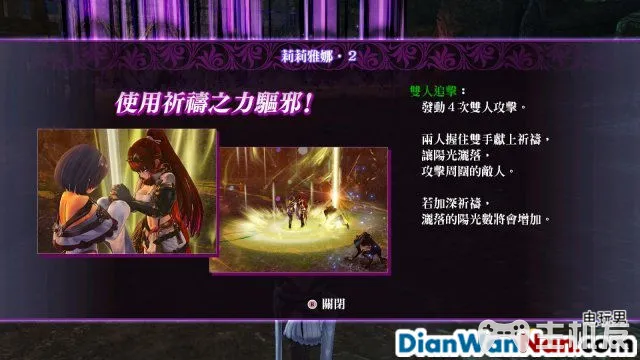 莉莉雅娜・2
使用祈禱之力驅邪!
雙人追擊：
發動4次雙人攻擊。
兩人握住雙手獻上祈禱，
讓陽光灑落，
攻擊周圍的敵人。
若加深祈禱，
灑落的陽光數將會增加。
關閉
电玩男
DianWanNan.com